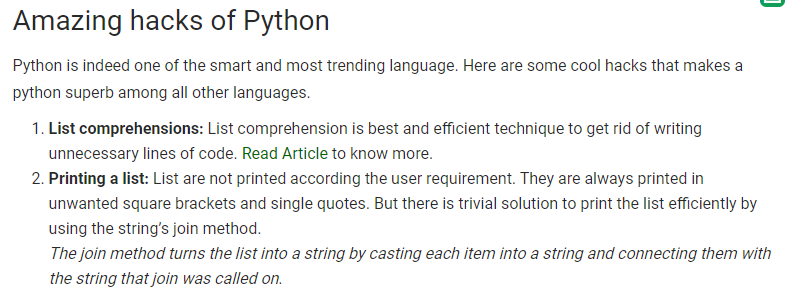 Amazing hacks of Python
Python is indeed one of the smart and most trending language. Here are some cool hacks that makes a
python superb among all other languages.
1. List comprehensions: List comprehension is best and efficient technique to get rid of writing
unnecessary lines of code. Read Article to know more.
2. Printing a list: List are not printed according the user requirement. They are always printed in
unwanted square brackets and single quotes. But there is trivial solution to print the list efficiently by
using the string's join method.
The join method turns the list into a string by casting each item into a string and connecting them with
the string that join was called on.